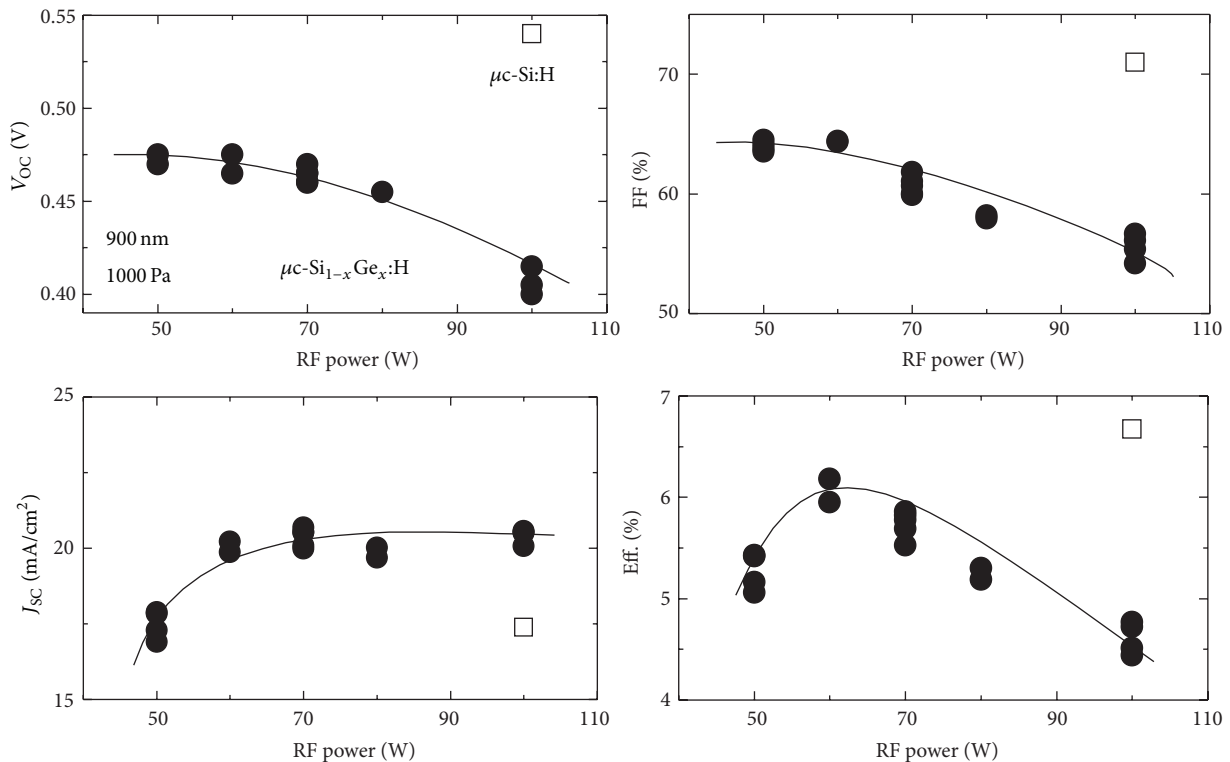 0.55
0.50
0.45
0.40
V_OC (V)
μc-Si:H
900 nm
1000 Pa
μc-Si_{1−x}Ge_x:H
50 70 90 110
RF power (W)
70
60
50
FF (%)
μc-Si:H
50 70 90 110
RF power (W)
25
20
15
J_SC (mA/cm²)
50 70 90 110
RF power (W)
7
6
5
4
Eff. (%)
50 70 90 110
RF power (W)